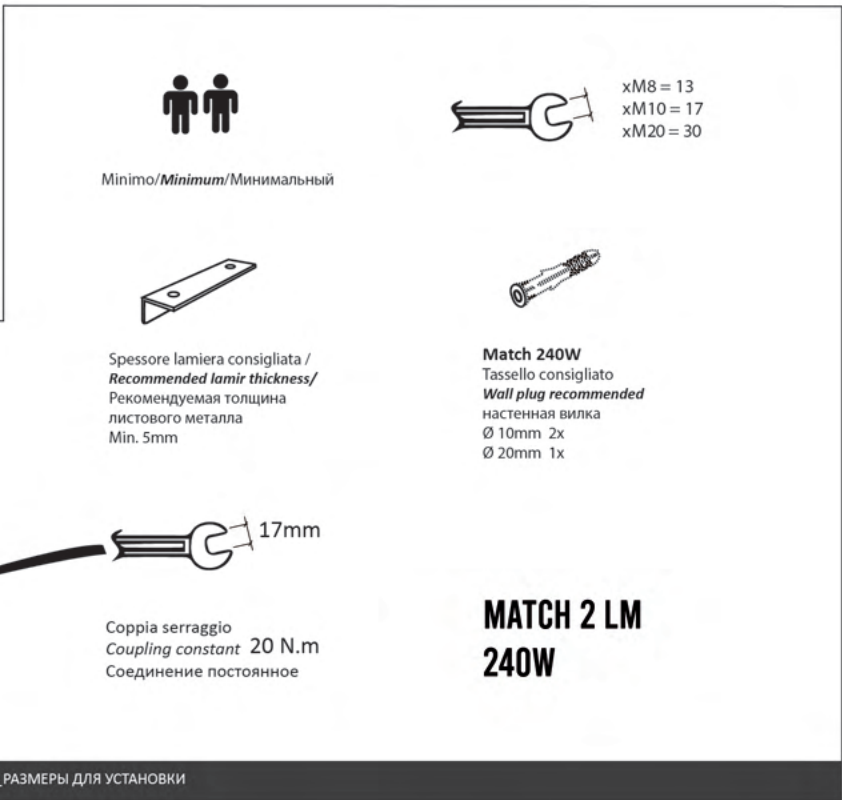 xM8 = 13
xM10 = 17
xM20 = 30
Minimo/Minimum/Минимальный
Spessore lamiera consigliata /
Recommended lamir thickness/
Рекомендуемая толщина
листового металла
Min. 5mm
Match 240W
Tassello consigliato
Wall plug recommended
настенная вилка
Ø 10mm 2x
Ø 20mm 1x
17mm
Coppia serraggio
Coupling constant 20 N.m
Соединение постоянное
MATCH 2 LM
240W
РАЗМЕРЫ ДЛЯ УСТАНОВКИ